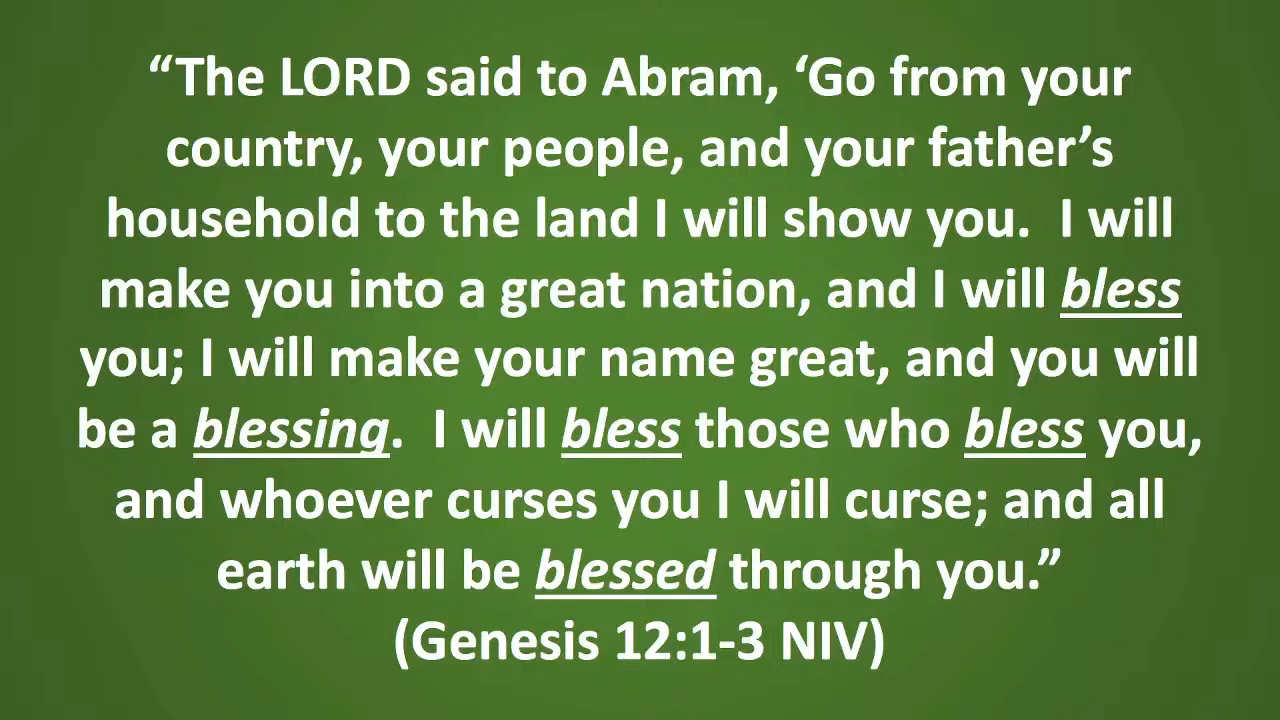 “The LORD said to Abram, ‘Go from your
country, your people, and your father’s
household to the land I will show you.  I will
make you into a great nation, and I will bless
you; I will make your name great, and you will
be a blessing.  I will bless those who bless you,
and whoever curses you I will curse; and all
earth will be blessed through you.”
(Genesis 12:1-3 NIV)